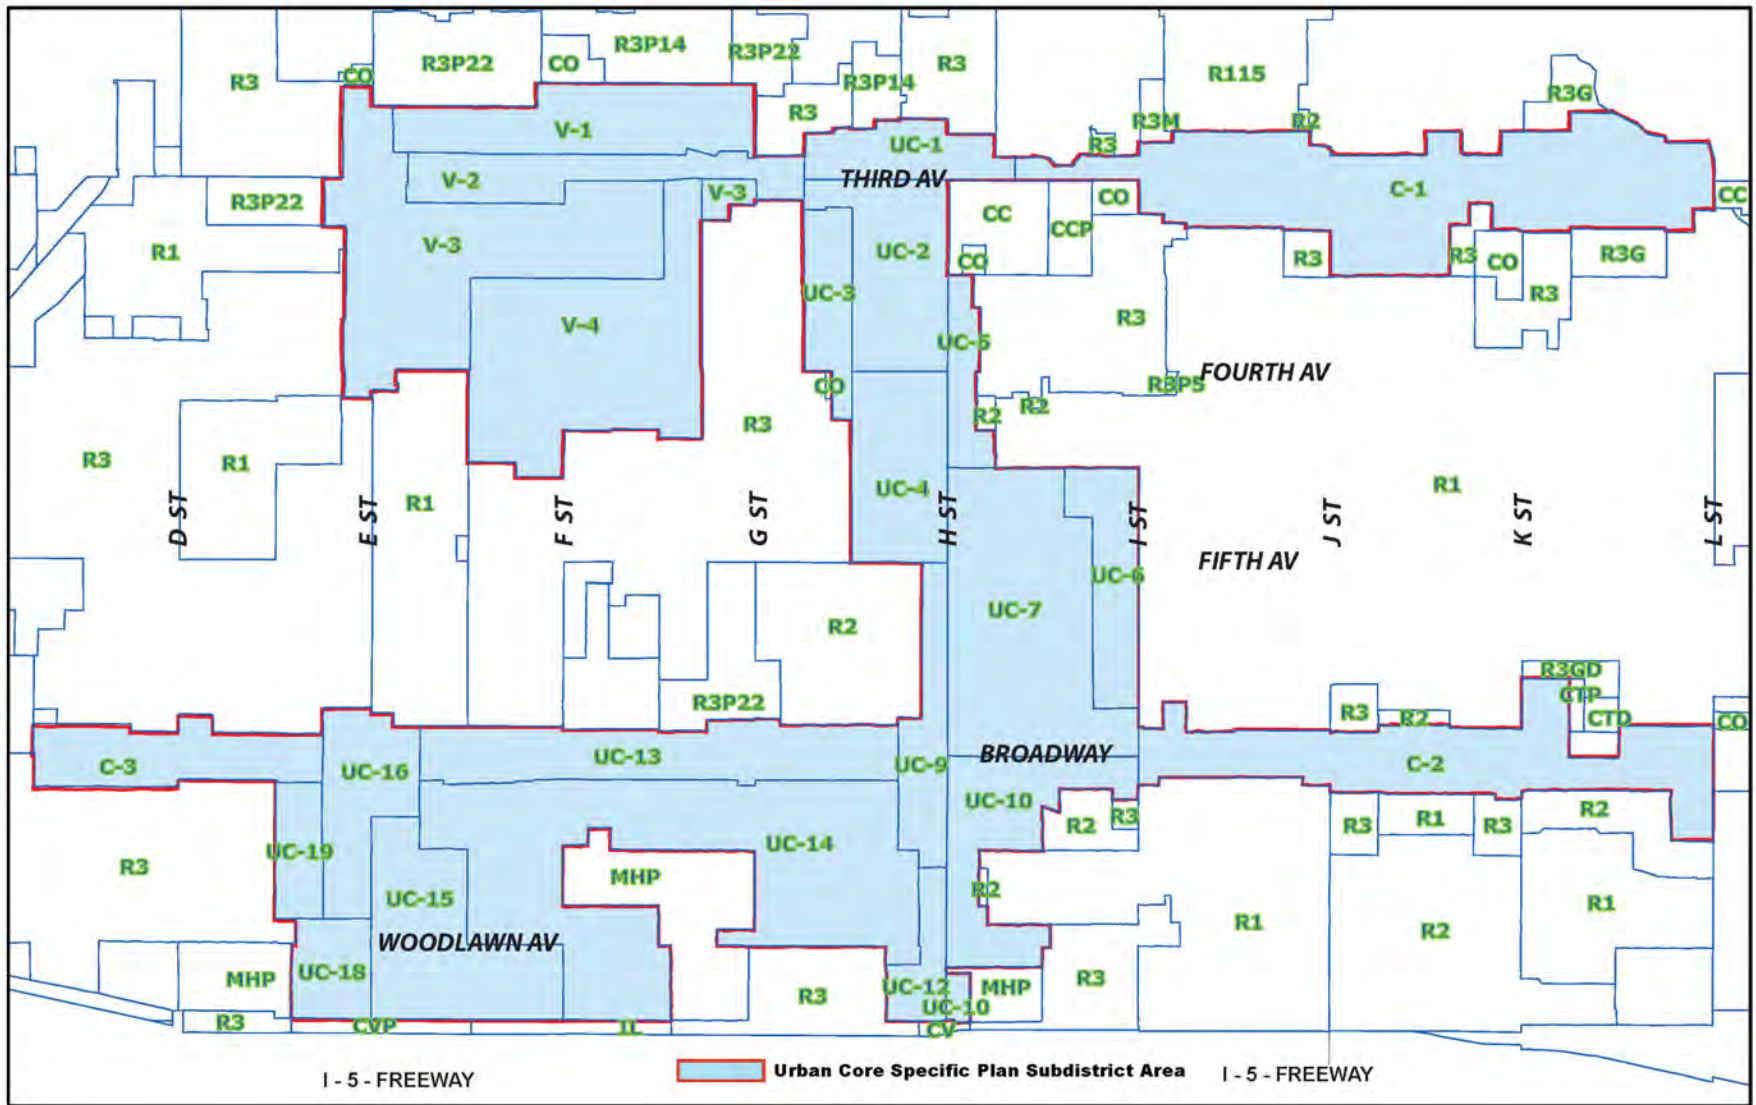 R3
CO
R3P22
CO
R3P14
R3P22
R3P14
R3
R3
R115
R3G
R3M
R2
R3
V-1
UC-1
V-2
V-3
THIRD AV
C-1
CC
R3P22
R1
V-3
UC-2
CC
CCP
CO
CO
R3
R3
CO
R3G
R3
UC-3
V-4
R3
UC-5
CO
R2
R2
R3P5
FOURTH AV
R3
R3
R1
R1
UC-4
R1
D ST
E ST
F ST
G ST
H ST
I ST
J ST
K ST
L ST
FIFTH AV
UC-6
UC-7
R2
R3P22
R3GD
CTP
CTD
CO
R3
R2
C-3
UC-16
UC-13
UC-9
BROADWAY
C-2
UC-10
R2
R3
R3
R1
R3
R2
R3
UC-19
UC-14
MHP
UC-15
R2
R1
R2
R1
WOODLAWN AV
MHP
UC-18
R3
UC-12
UC-10
MHP
R3
R3
CVP
IL
CV
I - 5 - FREEWAY
Urban Core Specific Plan Subdistrict Area
I - 5 - FREEWAY